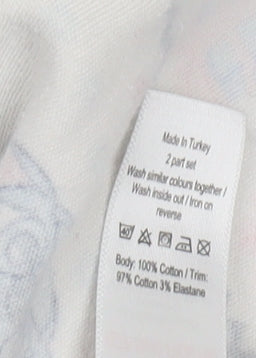 Made In Turkey
2 part set
Wash similar colours together /
Wash inside out / Iron on
reverse
40
Body: 100% Cotton / Trim:
97% Cotton 3% Elastane